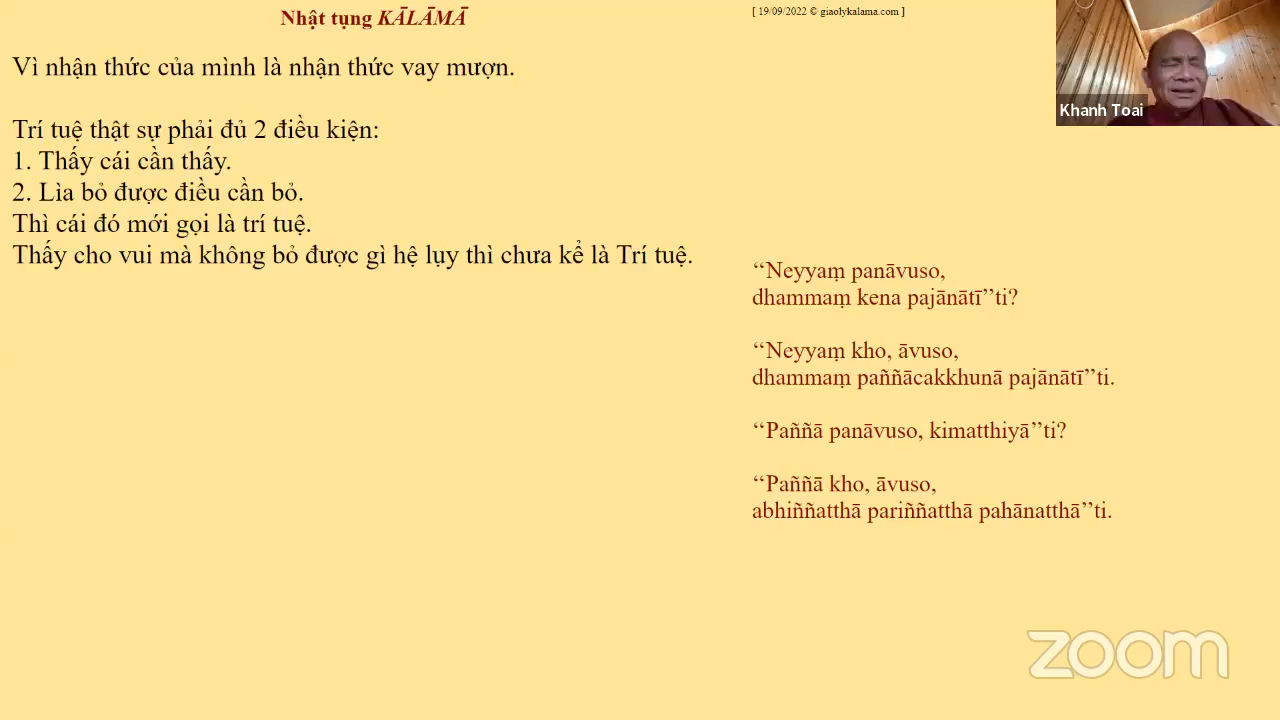 Nhật tụng KĀLĀMĀ
[ 19/09/2022 © giaolykalama.com ]
Vì nhận thức của mình là nhận thức vay mượn.
Trí tuệ thật sự phải đủ 2 điều kiện:
1. Thấy cái cần thấy.
2. Lìa bỏ được điều cần bỏ.
Thì cái đó mới gọi là trí tuệ.
Thấy cho vui mà không bỏ được gì hệ lụy thì chưa kể là Trí tuệ.
‘‘Neyyaṃ panāvuso,
dhammaṃ kena pajānātī’’ti?
‘‘Neyyaṃ kho, āvuso,
dhammaṃ paññācakkhunā pajānātī’’ti.
‘‘Paññā panāvuso, kimatthiyā’’ti?
‘‘Paññā kho, āvuso,
abhiññatthā pariññatthā pahānatthā’’ti.
Khanh Toai
zoom